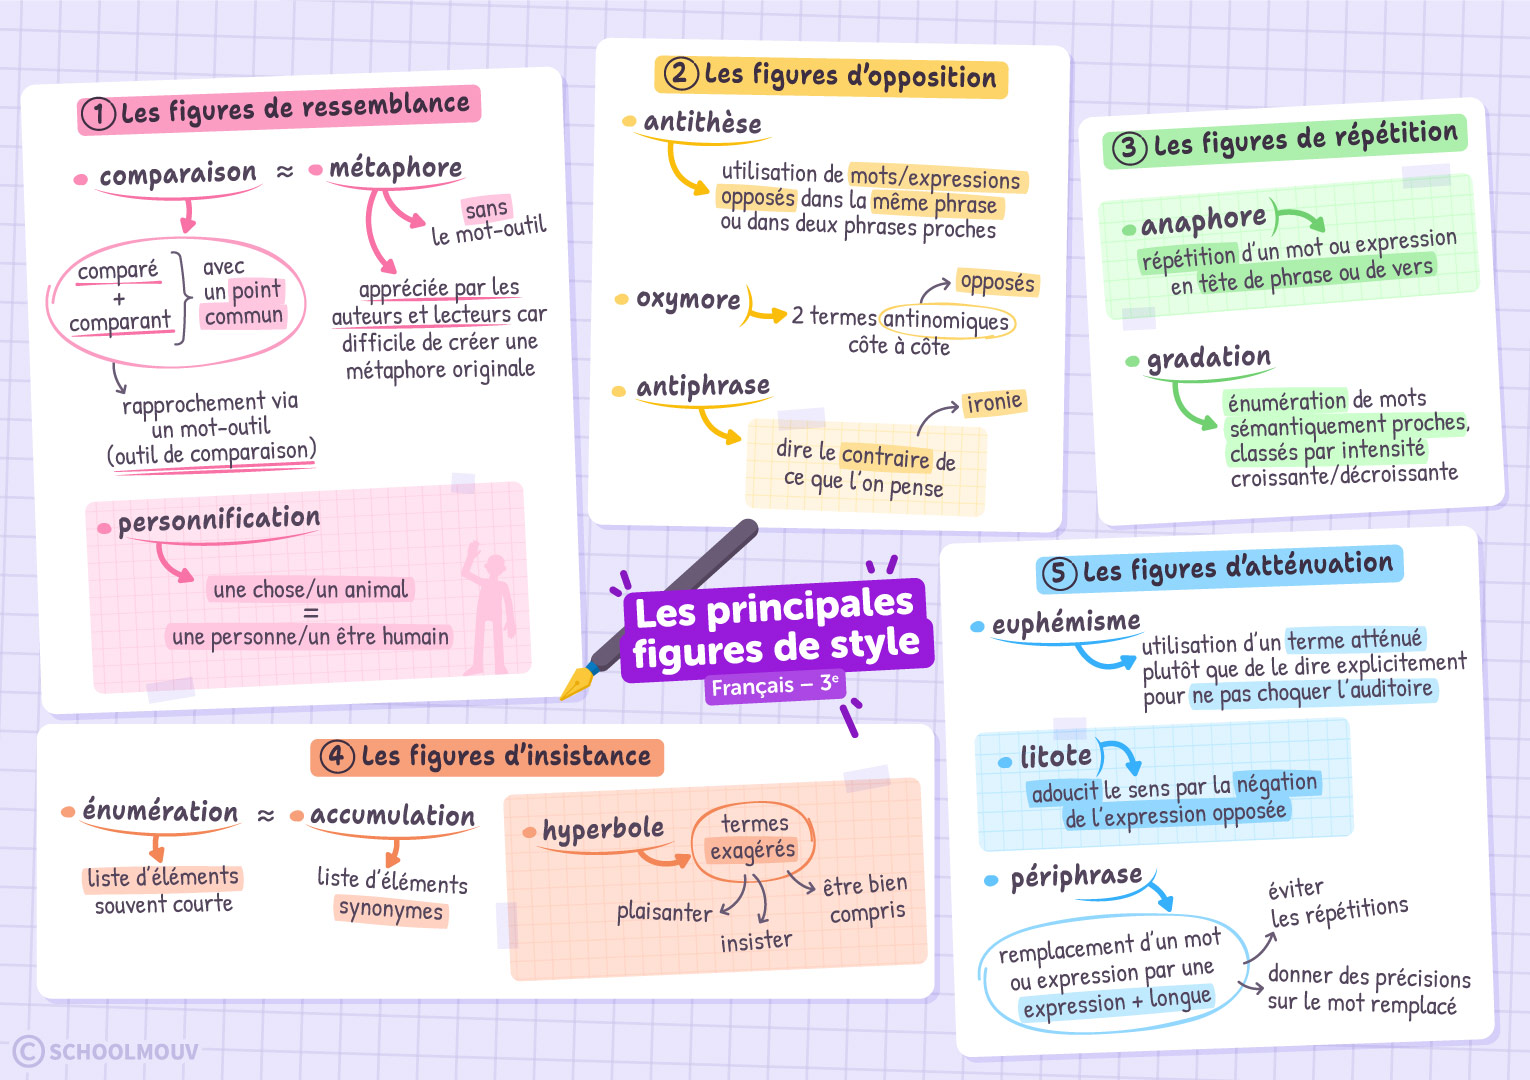 1 Les figures de ressemblance
comparaison ≈ métaphore
comparé
+
comparant
avec
un point
commun
rapprochement via
un mot-outil
(outil de comparaison)
sans
le mot-outil
appréciée par les
auteurs et lecteurs car
difficile de créer une
métaphore originale
personnification
une chose/un animal
=
une personne/un être humain
2 Les figures d'opposition
antithèse
utilisation de mots/expressions
opposés dans la même phrase
ou dans deux phrases proches
oxymore
2 termes antinomiques
côte à côte
opposés
antiphrase
dire le contraire de
ce que l'on pense
ironie
3 Les figures de répétition
anaphore
répétition d'un mot ou expression
en tête de phrase ou de vers
gradation
énumération de mots
sémantiquement proches,
classés par intensité
croissante/décroissante
Les principales
figures de style
Français – 3e
4 Les figures d'insistance
énumération ≈ accumulation
liste d'éléments
souvent courte
liste d'éléments
synonymes
hyperbole
termes
exagérés
plaisanter
insister
être bien
compris
5 Les figures d'atténuation
euphémisme
utilisation d'un terme atténué
plutôt que de le dire explicitement
pour ne pas choquer l'auditoire
litote
adoucit le sens par la négation
de l'expression opposée
périphrase
remplacement d'un mot
ou expression par une
expression + longue
éviter
les répétitions
donner des précisions
sur le mot remplacé
© SCHOOLMOUV